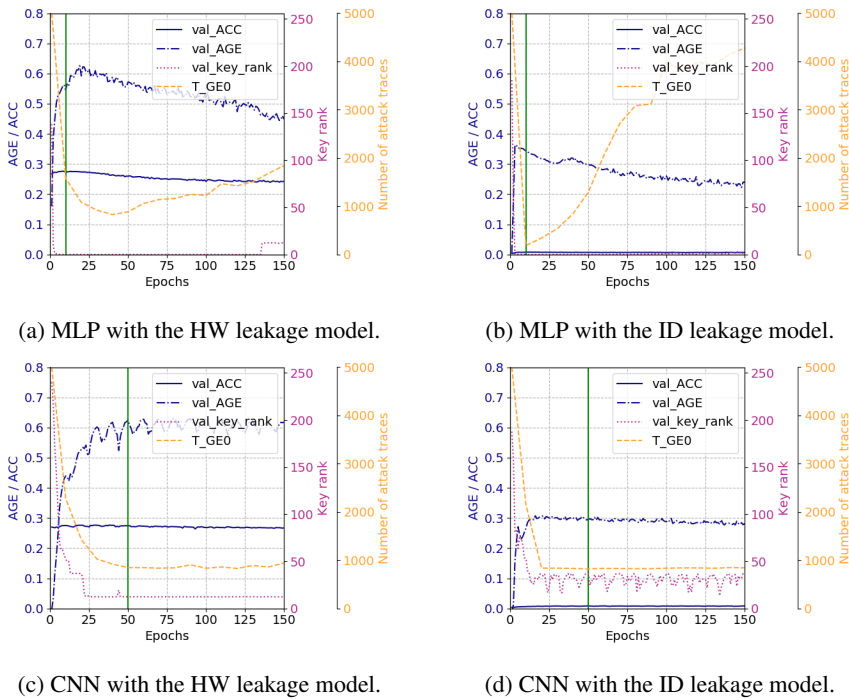 0.8
0.7
0.6
0.5
0.4
0.3
0.2
0.1
0.0
AGE / ACC
0 25 50 75 100 125 150
Epochs
val_ACC
val_AGE
val_key_rank
T_GE0
250
200
150
100
50
0
Key rank
5000
4000
3000
2000
1000
0
Number of attack traces
0.8
0.7
0.6
0.5
0.4
0.3
0.2
0.1
0.0
AGE / ACC
0 25 50 75 100 125 150
Epochs
val_ACC
val_AGE
val_key_rank
T_GE0
250
200
150
100
50
0
Key rank
5000
4000
3000
2000
1000
0
Number of attack traces
(a) MLP with the HW leakage model.
(b) MLP with the ID leakage model.
0.8
0.7
0.6
0.5
0.4
0.3
0.2
0.1
0.0
AGE / ACC
0 25 50 75 100 125 150
Epochs
val_ACC
val_AGE
val_key_rank
T_GE0
250
200
150
100
50
0
Key rank
5000
4000
3000
2000
1000
0
Number of attack traces
0.8
0.7
0.6
0.5
0.4
0.3
0.2
0.1
0.0
AGE / ACC
0 25 50 75 100 125 150
Epochs
val_ACC
val_AGE
val_key_rank
T_GE0
250
200
150
100
50
0
Key rank
5000
4000
3000
2000
1000
0
Number of attack traces
(c) CNN with the HW leakage model.
(d) CNN with the ID leakage model.